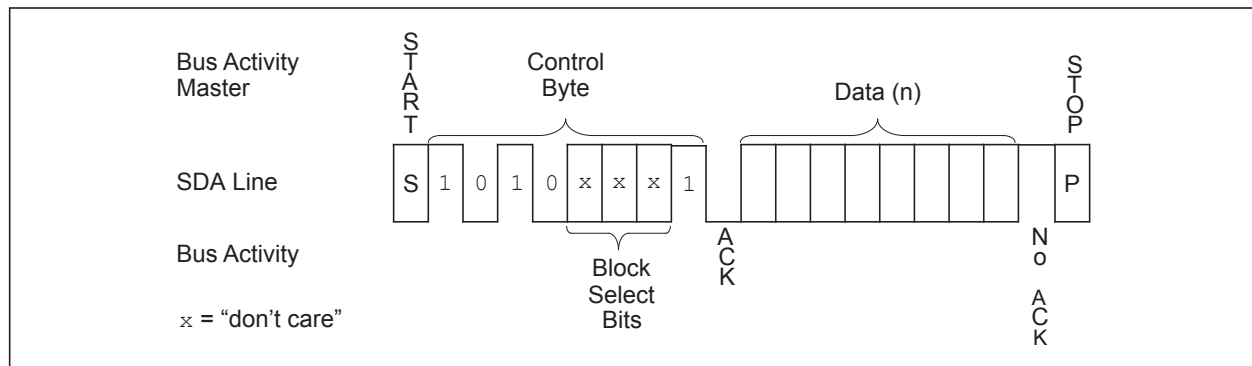 Bus Activity
Master
START
Control
Byte
Data (n)
STOP
SDA Line
S 1 0 1 0 x x x 1 P
Bus Activity
ACK
No ACK
Block
Select
Bits
x = “don’t care”